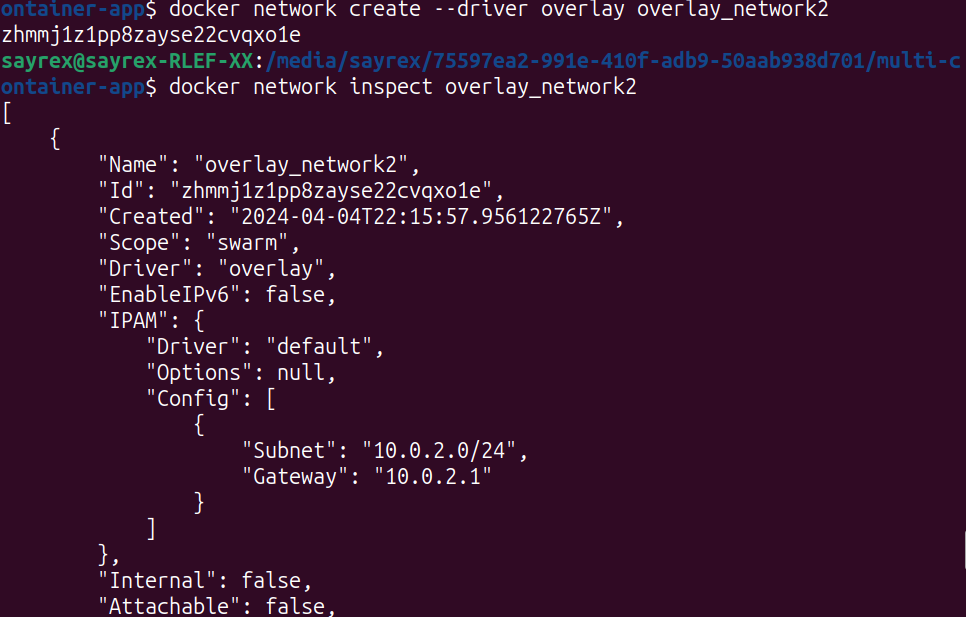 ontainer-app$ docker network create --driver overlay overlay_network2
zhmmj1z1pp8zayse22cvqxo1e
sayrex@sayrex-RLEF-XX:/media/sayrex/75597ea2-991e-410f-adb9-50aab938d701/multi-c
ontainer-app$ docker network inspect overlay_network2
[
    {
        "Name": "overlay_network2",
        "Id": "zhmmj1z1pp8zayse22cvqxo1e",
        "Created": "2024-04-04T22:15:57.956122765Z",
        "Scope": "swarm",
        "Driver": "overlay",
        "EnableIPv6": false,
        "IPAM": {
            "Driver": "default",
            "Options": null,
            "Config": [
                {
                    "Subnet": "10.0.2.0/24",
                    "Gateway": "10.0.2.1"
                }
            ]
        },
        "Internal": false,
        "Attachable": false,